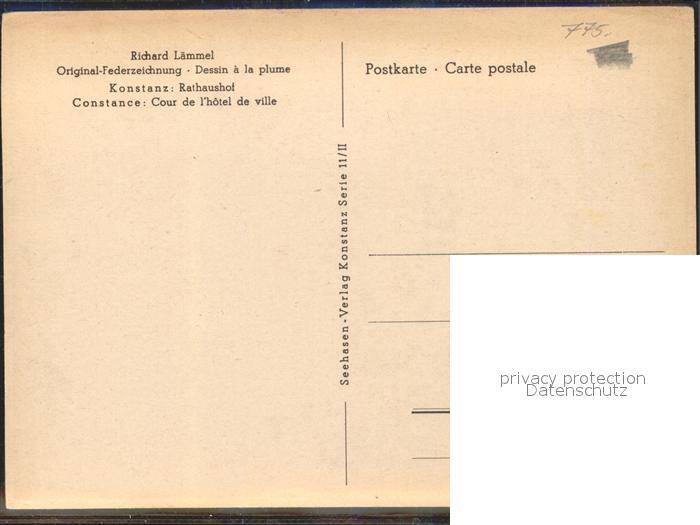 Richard Lämmel
Original-Federzeichnung · Dessin à la plume
Konstanz: Rathaushof
Constance: Cour de l'hôtel de ville
Seehasen-Verlag Konstanz Serie 11/II
775.
Postkarte · Carte postale
privacy protection
Datenschutz